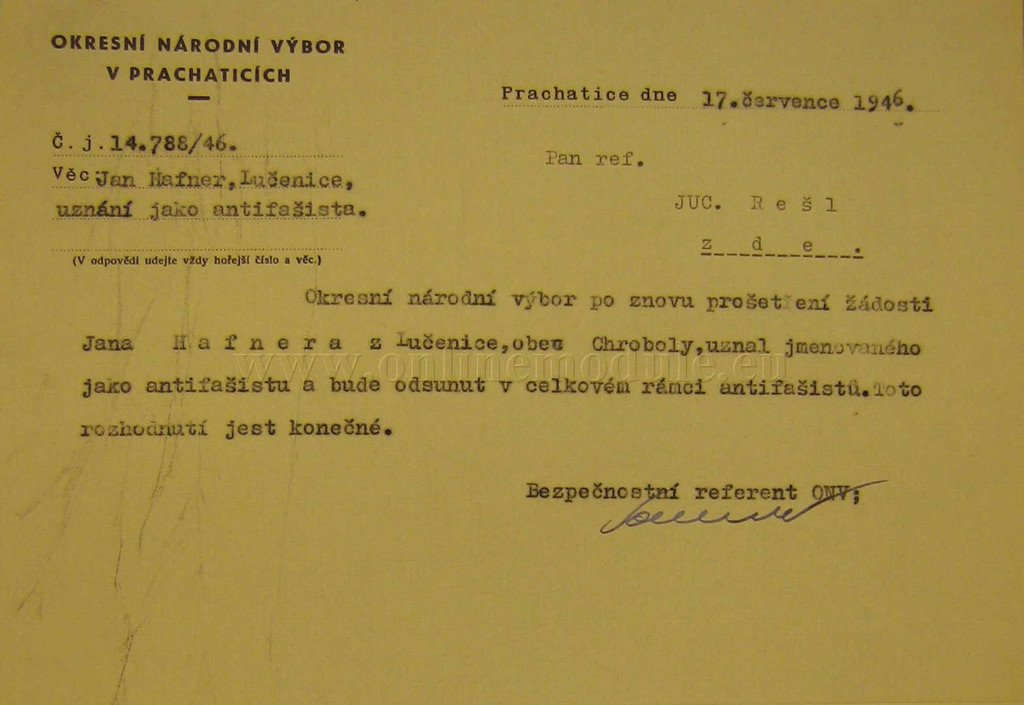 OKRESNÍ NÁRODNÍ VÝBOR
V PRACHATICÍCH
Prachatice dne 17.července 1946.
Č. j. 14.788/46.
Věc Jan Hafner, Lučenice,
uznání jako antifašista.
(V odpovědi udejte vždy hořejší číslo a věc.)
Pan ref.
JUC. R e š l
z d e .
Okresní národní výbor po znovu prošetření žádosti
Jana H a f n e r a z Lučenice,obec Chroboly,uznal jmenovaného
jako antifašistu a bude odsunut v celkovém rámci antifašistů.Toto
rozhodnutí jest konečné.
Bezpečnostní referent ONV:
www.onlinemodule.eu